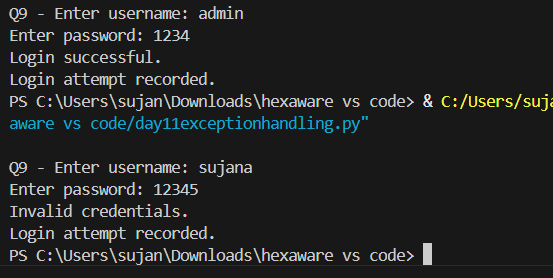 Q9 - Enter username: admin
Enter password: 1234
Login successful.
Login attempt recorded.
PS C:\Users\sujan\Downloads\hexaware vs code> & C:/Users/suja
aware vs code/day11exceptionhandling.py"
Q9 - Enter username: sujana
Enter password: 12345
Invalid credentials.
Login attempt recorded.
PS C:\Users\sujan\Downloads\hexaware vs code>